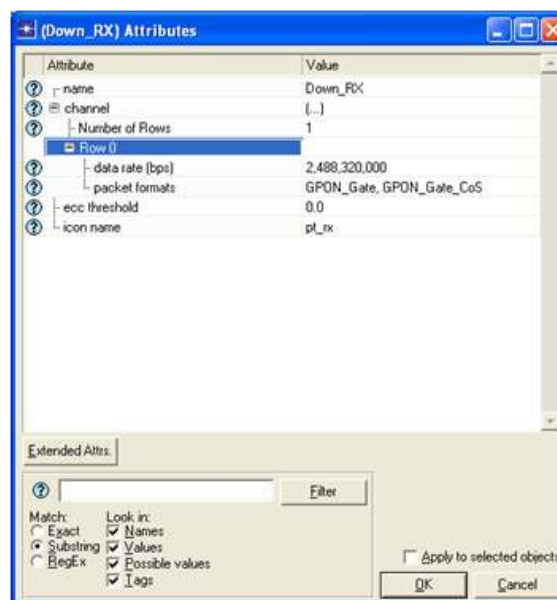 (Down_RX) Attributes
Attribute Value
name Down_RX
channel (...)
Number of Rows 1
Row 0
data rate (bps) 2,488,320,000
packet formats GPON_Gate, GPON_Gate_CoS
ecc threshold 0.0
icon name pt_rx
Extended Attrs.
Filter
Match: Look in:
Exact Names
Substring Values
RegEx Possible values
Tags
Apply to selected objects
OK Cancel